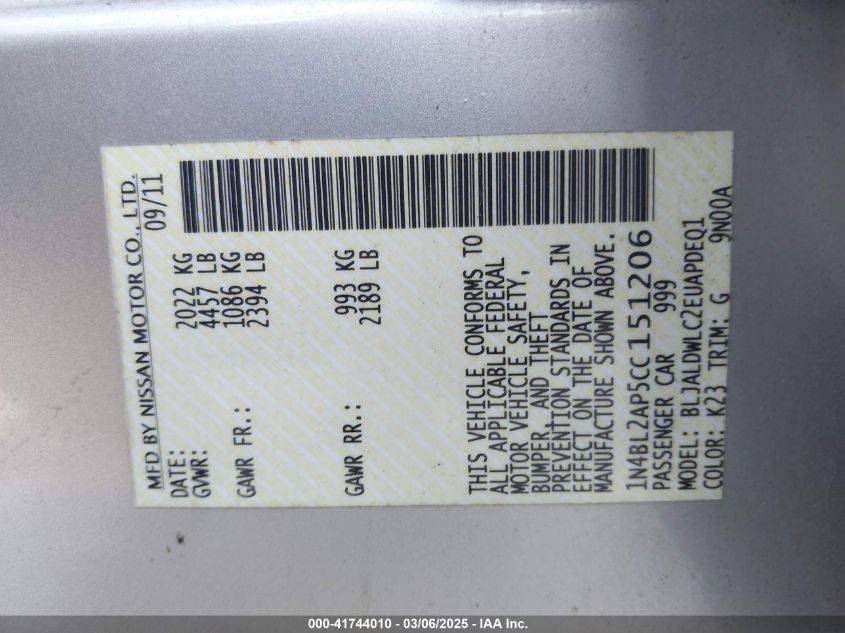 MFD BY NISSAN MOTOR CO., LTD.
DATE: 09/11
GVWR: 2022 KG
4457 LB
GAWR FR.: 1086 KG
2394 LB
GAWR RR.: 993 KG
2189 LB
THIS VEHICLE CONFORMS TO
ALL APPLICABLE FEDERAL
MOTOR VEHICLE SAFETY,
BUMPER, AND THEFT
PREVENTION STANDARDS IN
EFFECT ON THE DATE OF
MANUFACTURE SHOWN ABOVE.
1N4BL2AP5CC151206
PASSENGER CAR 999
MODEL: BLJALDWLC2EUAPDEQ1
COLOR: K23 TRIM: G 9N00A
000-41744010 - 03/06/2025 - IAA Inc.